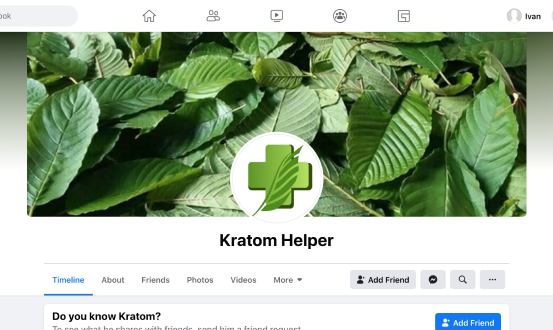 ook
Ivan
Kratom Helper
Timeline
About
Friends
Photos
Videos
More
Add Friend
Do you know Kratom?
To see what he shares with friends, send him a friend request.
Add Friend